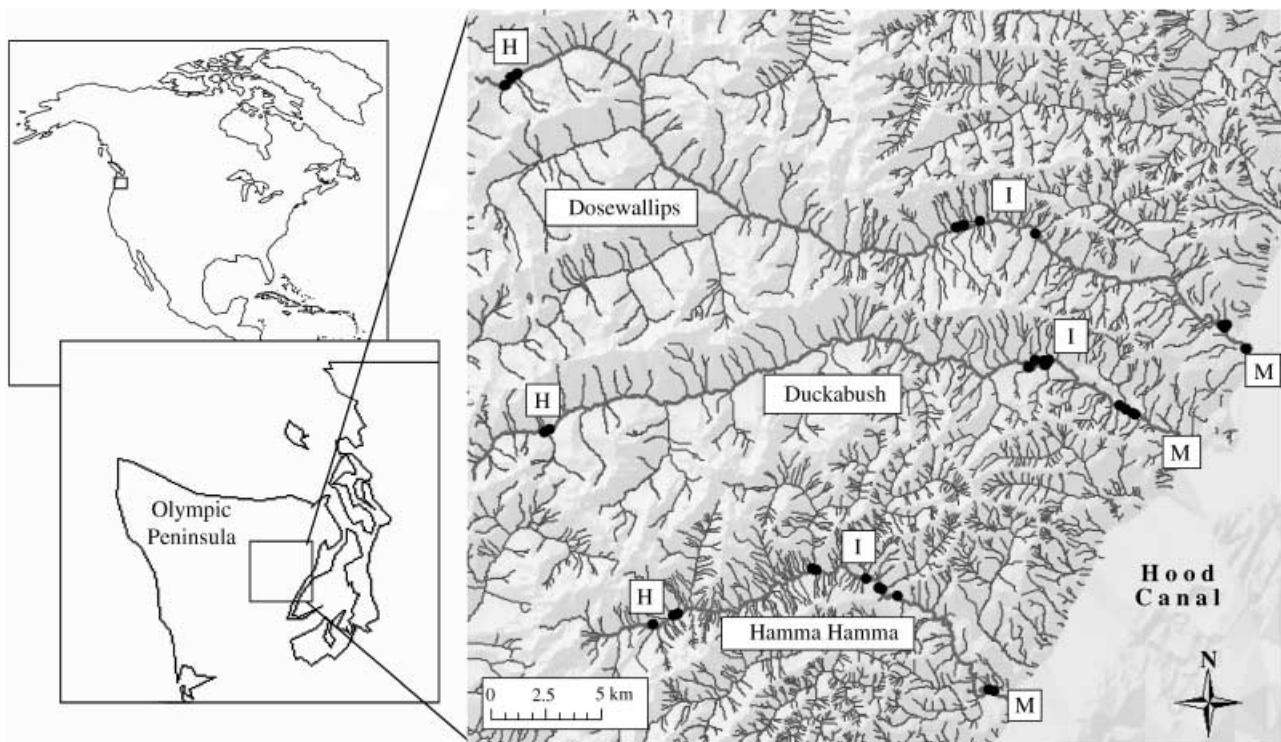 H
Dosewallips
I
I
Duckabush
M
H
M
Olympic
Peninsula
I
H
Hamma Hamma
Hood
Canal
N
0 2.5 5 km
M